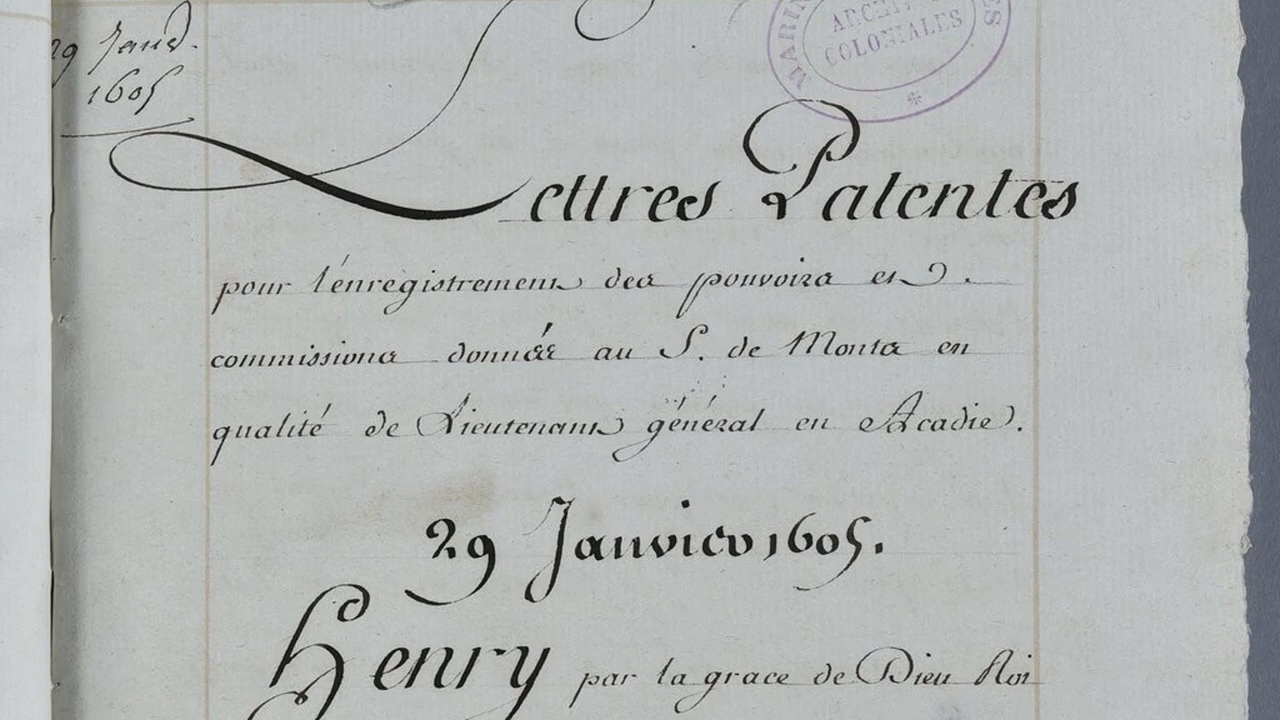 29 Janv.
1605
ARCHIVES
COLONIALES
Lettres Patentes
pour l'énregistrement des pouvoirs et
commissions donnés au S. de Monts en
qualité de Lieutenant général en Acadie.
29 Janvier 1605.
Henry par la grace de Dieu Roi